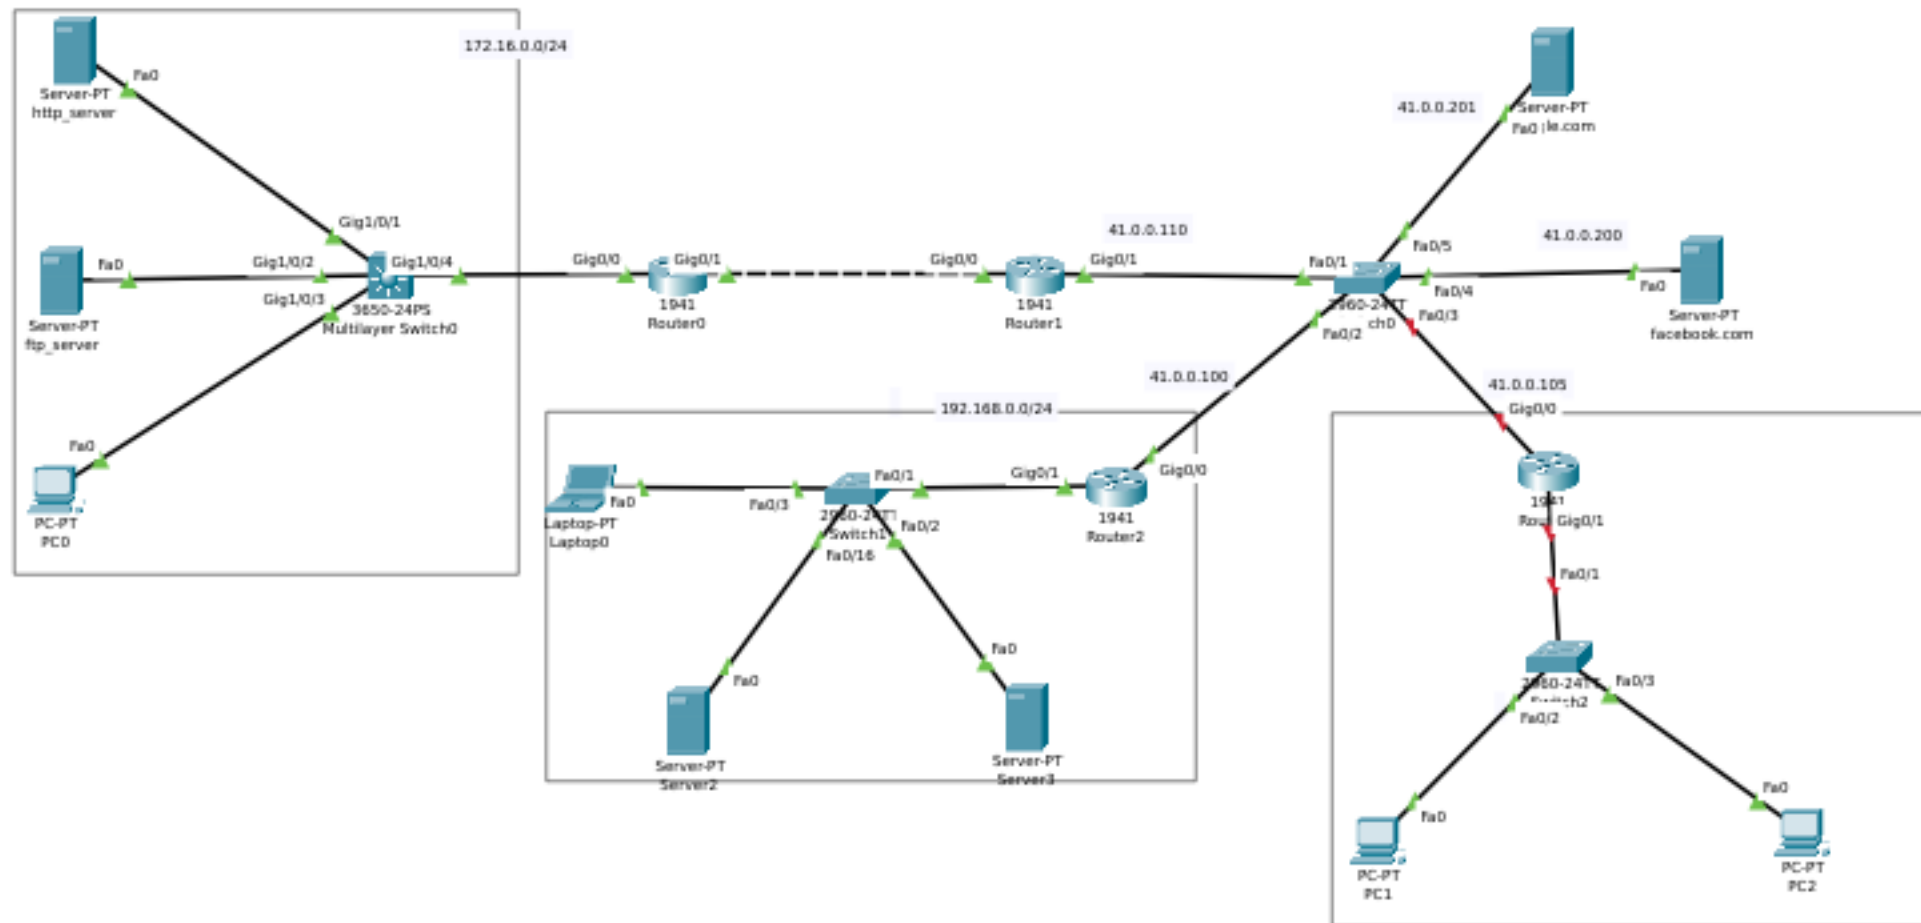 172.16.0.0/24
Fa0
Server-PT
http_server
Gig1/0/1
Fa0
Gig1/0/2
Gig1/0/4
Gig1/0/3
Server-PT
ftp_server
3650-24PS
Multilayer Switch0
Fa0
PC-PT
PC0
Gig0/0
Gig0/1
1941
Router0
Gig0/0
Gig0/1
1941
Router1
41.0.0.110
41.0.0.201
Server-PT
Fa0
le.com
Fa0/5
41.0.0.200
Fa0/1
Fa0/4
Fa0
Server-PT
facebook.com
ch0
Fa0/3
Fa0/2
41.0.0.100
41.0.0.105
192.168.0.0/24
Gig0/0
Fa0/1
Gig0/1
Gig0/0
Fa0
Fa0/3
Laptop-PT
Laptop0
Switch1
Fa0/2
Fa0/16
1941
Router2
1941
Gig0/1
Fa0/1
Fa0
Fa0
Server-PT
Server2
Server-PT
Server3
Fa0/3
Fa0/2
Fa0
Fa0
PC-PT
PC1
PC-PT
PC2